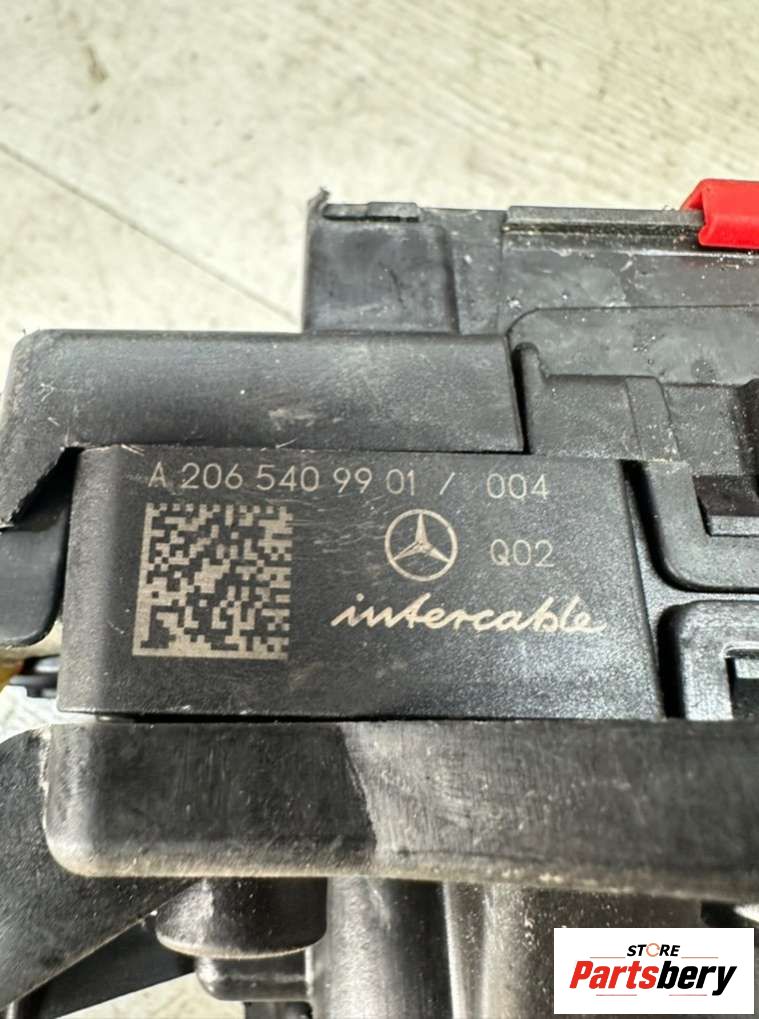 A 206 540 99 01 / 004
Q02
intercable
STORE
Partsbery